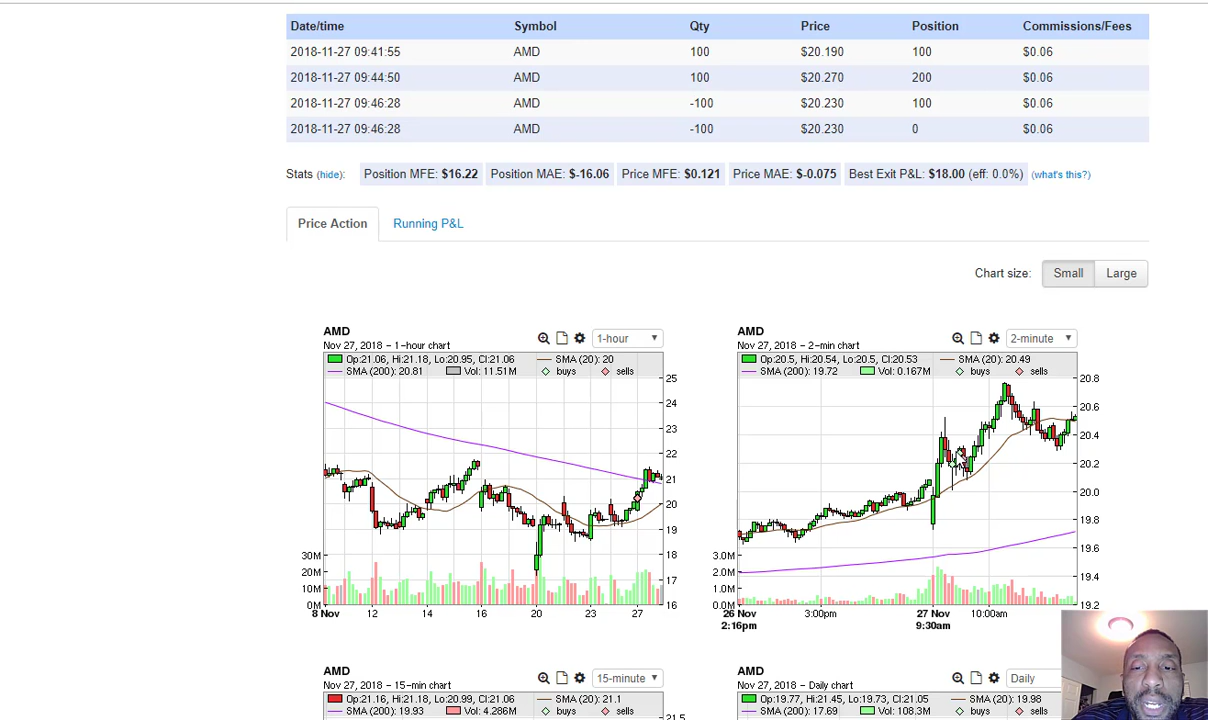 Date/time Symbol Qty Price Position Commissions/Fees
2018-11-27 09:41:55 AMD 100 $20.190 100 $0.06
2018-11-27 09:44:50 AMD 100 $20.270 200 $0.06
2018-11-27 09:46:28 AMD -100 $20.230 100 $0.06
2018-11-27 09:46:28 AMD -100 $20.230 0 $0.06
Stats (hide): Position MFE: $16.22 Position MAE: $-16.06 Price MFE: $0.121 Price MAE: $-0.075 Best Exit P&L: $18.00 (eff: 0.0%) (what's this?)
Price Action Running P&L
Chart size: Small Large
AMD
Nov 27, 2018 - 1-hour chart
1-hour
Op:21.06, Hi:21.18, Lo:20.95, Cl:21.06 SMA (20): 20
SMA (200): 20.81 Vol: 11.51M buys sells
25
24
23
22
21
20
19
18
17
16
30M
20M
10M
0M
8 Nov 12 14 16 20 23 27
AMD
Nov 27, 2018 - 2-min chart
2-minute
Op:20.5, Hi:20.54, Lo:20.5, Cl:20.53 SMA (20): 20.49
SMA (200): 19.72 Vol: 0.167M buys sells
20.8
20.6
20.4
20.2
20.0
19.8
19.6
19.4
19.2
3.0M
2.0M
1.0M
0.0M
26 Nov 3:00pm 27 Nov 10:00am
2:16pm 9:30am
AMD
Nov 27, 2018 - 15-min chart
15-minute
Op:21.16, Hi:21.18, Lo:20.99, Cl:21.06 SMA (20): 21.1
SMA (200): 19.93 Vol: 4.286M buys sells
21.5
AMD
Nov 27, 2018 - Daily chart
Daily
Op:19.77, Hi:21.45, Lo:19.73, Cl:21.05 SMA (20): 19.98
SMA (200): 17.69 Vol: 108.3M buys sells